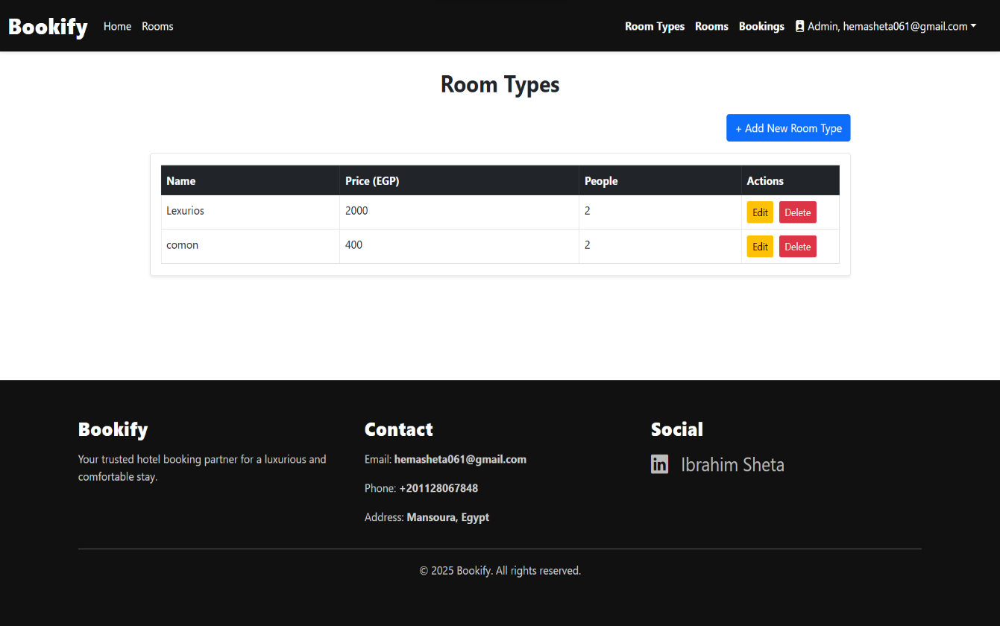 Bookify Home Rooms Room Types Rooms Bookings Admin, hemasheta061@gmail.com
Room Types
+ Add New Room Type
Name Price (EGP) People Actions
Lexurios 2000 2 Edit Delete
comon 400 2 Edit Delete
Bookify
Your trusted hotel booking partner for a luxurious and
comfortable stay.
Contact
Email: hemasheta061@gmail.com
Phone: +201128067848
Address: Mansoura, Egypt
Social
in Ibrahim Sheta
© 2025 Bookify. All rights reserved.